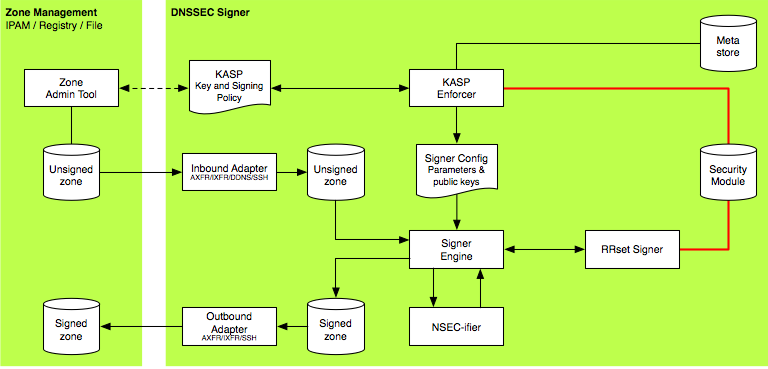 Zone Management
IPAM / Registry / File
DNSSEC Signer
Meta
store
Zone
Admin Tool
KASP
Key and Signing
Policy
KASP
Enforcer
Unsigned
zone
Inbound Adapter
AXFR/IXFR/DDNS/SSH
Unsigned
zone
Signer Config
Parameters &
public keys
Security
Module
Signer
Engine
RRset Signer
Signed
zone
Outbound
Adapter
AXFR/IXFR/SSH
Signed
zone
NSEC-ifier